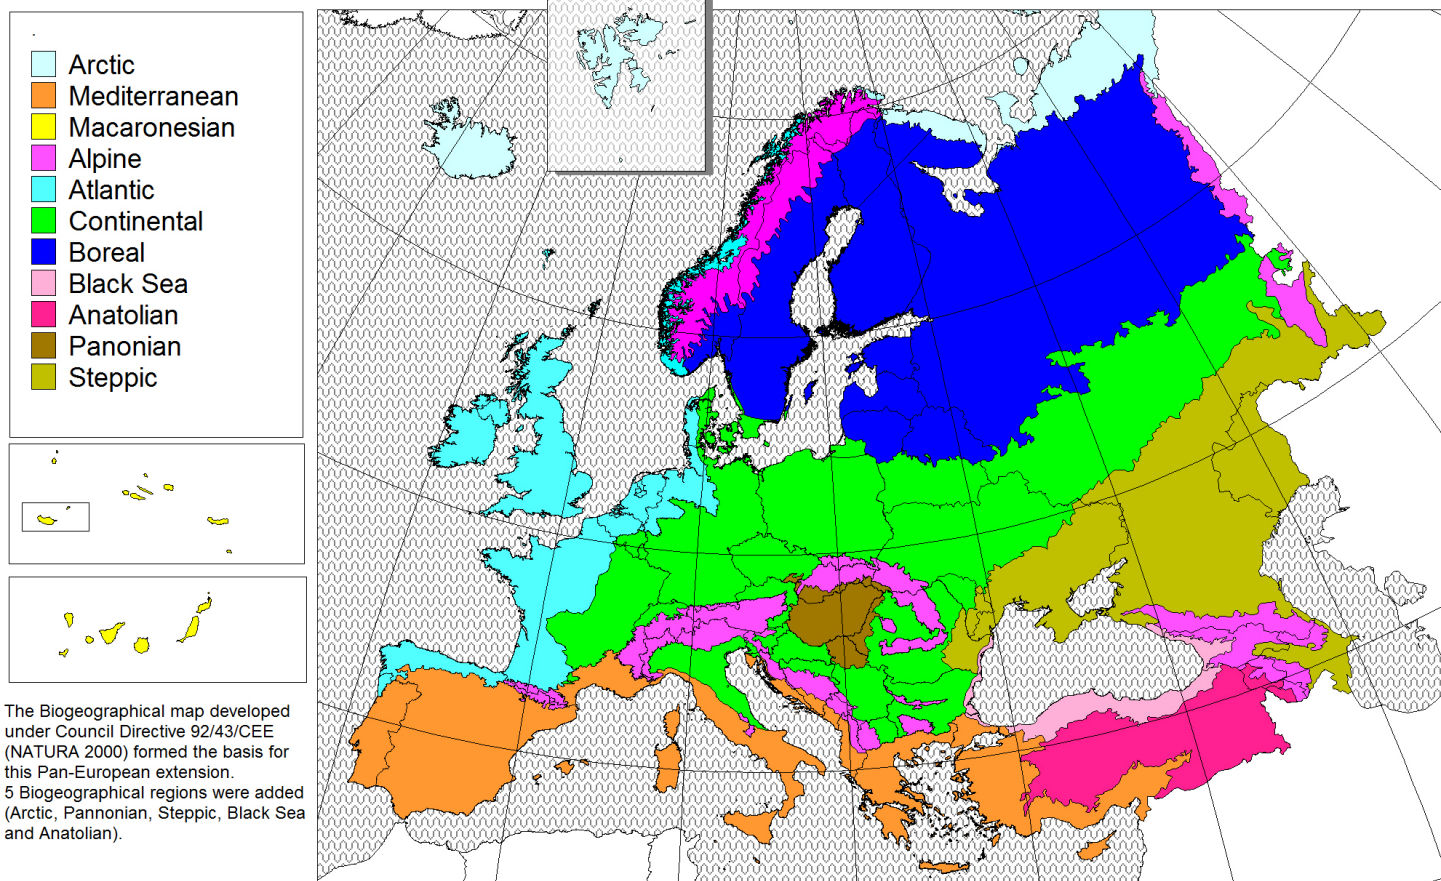 Arctic
Mediterranean
Macaronesian
Alpine
Atlantic
Continental
Boreal
Black Sea
Anatolian
Panonian
Steppic
The Biogeographical map developed
under Council Directive 92/43/CEE
(NATURA 2000) formed the basis for
this Pan-European extension.
5 Biogeographical regions were added
(Arctic, Pannonian, Steppic, Black Sea
and Anatolian).